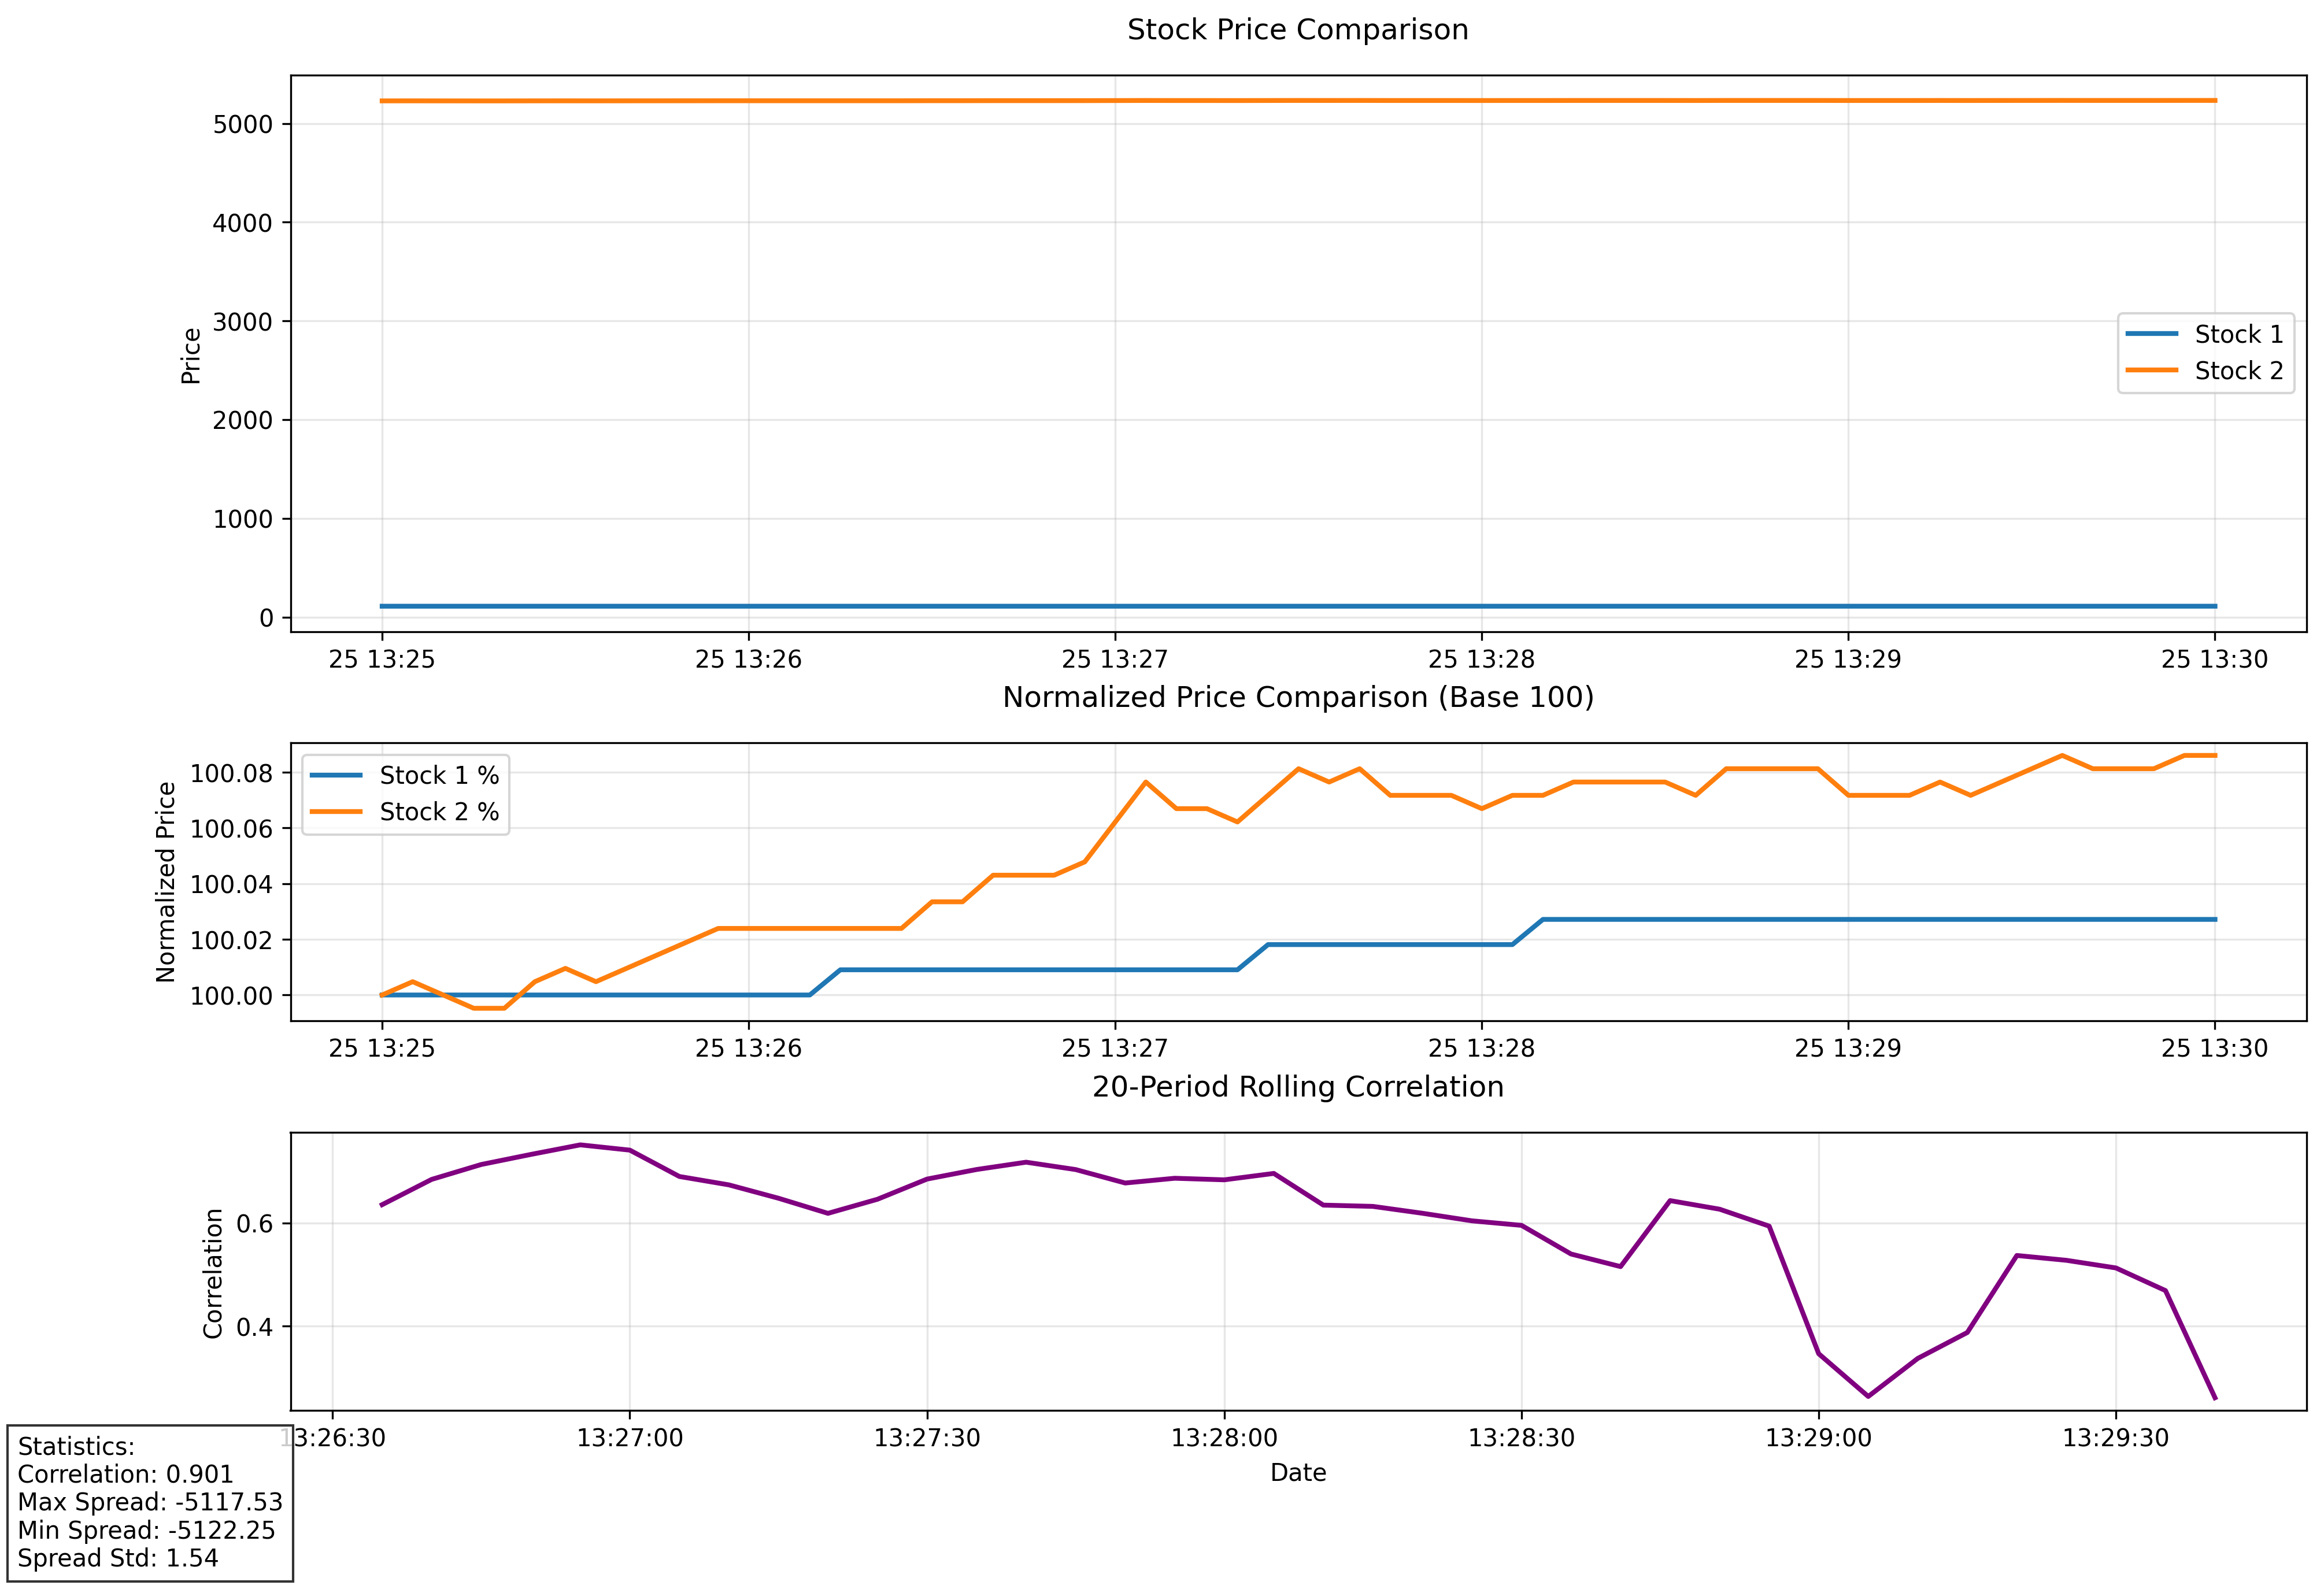 Stock Price Comparison
Price
5000
4000
3000
2000
1000
0
Stock 1
Stock 2
25 13:25 25 13:26 25 13:27 25 13:28 25 13:29 25 13:30
Normalized Price Comparison (Base 100)
Normalized Price
100.08
100.06
100.04
100.02
100.00
Stock 1 %
Stock 2 %
25 13:25 25 13:26 25 13:27 25 13:28 25 13:29 25 13:30
20-Period Rolling Correlation
Correlation
0.6
0.4
13:26:30 13:27:00 13:27:30 13:28:00 13:28:30 13:29:00 13:29:30
Date
Statistics:
Correlation: 0.901
Max Spread: -5117.53
Min Spread: -5122.25
Spread Std: 1.54